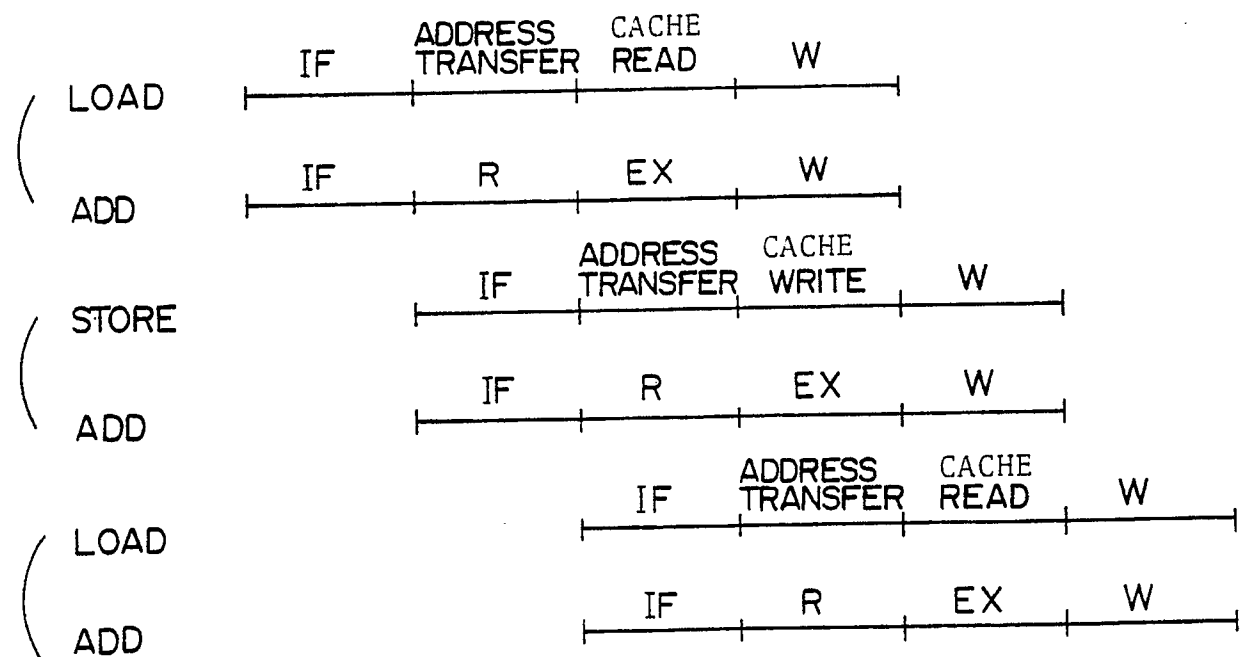 IF ADDRESS TRANSFER CACHE READ W
LOAD
IF R EX W
ADD
IF ADDRESS TRANSFER CACHE WRITE W
STORE
IF R EX W
ADD
IF ADDRESS TRANSFER CACHE READ W
LOAD
IF R EX W
ADD